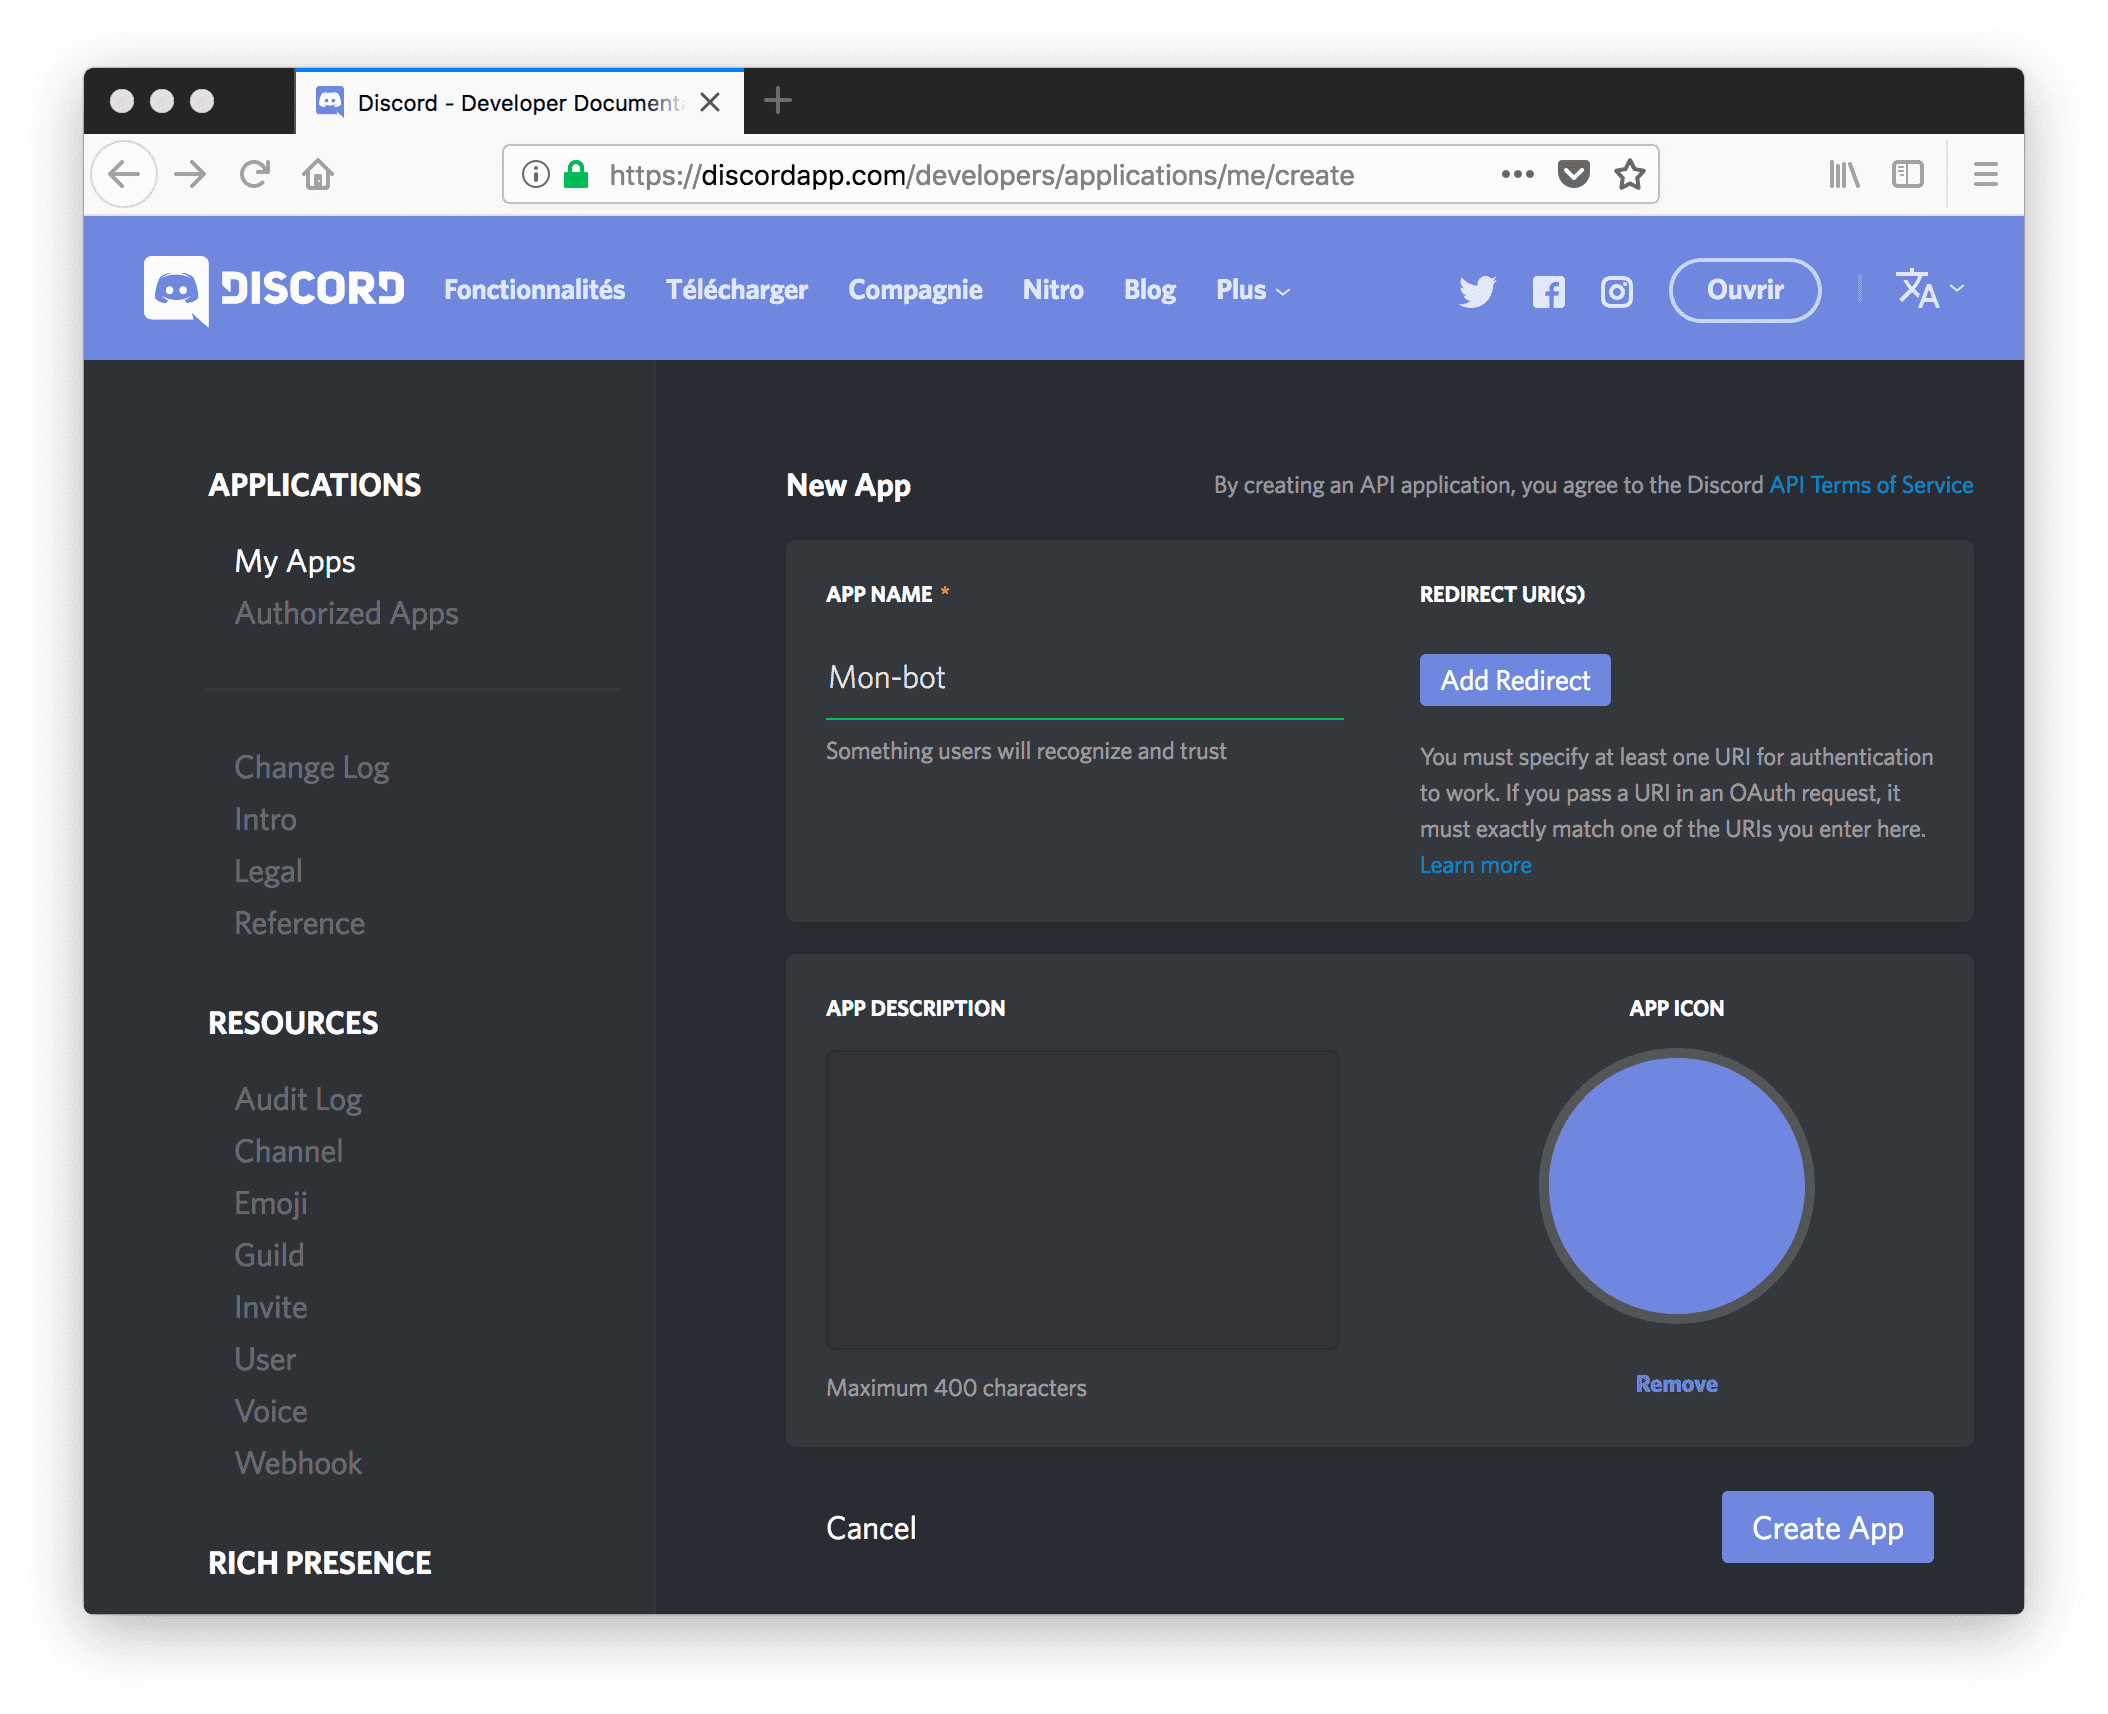 Discord - Developer Document
https://discordapp.com/developers/applications/me/create
DISCORD Fonctionnalités Télécharger Compagnie Nitro Blog Plus Ouvrir
APPLICATIONS
My Apps
Authorized Apps
Change Log
Intro
Legal
Reference
RESOURCES
Audit Log
Channel
Emoji
Guild
Invite
User
Voice
Webhook
RICH PRESENCE
New App
By creating an API application, you agree to the Discord API Terms of Service
APP NAME *
Mon-bot
Something users will recognize and trust
REDIRECT URI(S)
Add Redirect
You must specify at least one URI for authentication
to work. If you pass a URI in an OAuth request, it
must exactly match one of the URIs you enter here.
Learn more
APP DESCRIPTION
Maximum 400 characters
APP ICON
Remove
Cancel
Create App